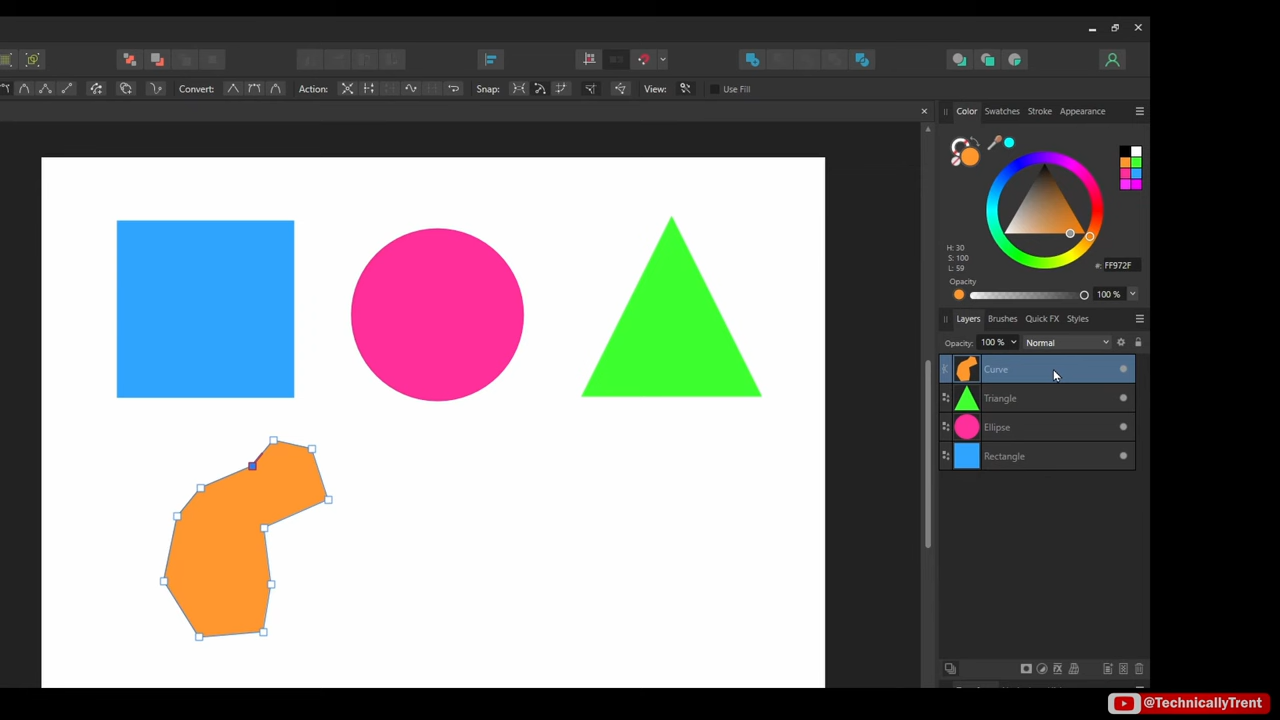 Convert: Action: Snap: View: Use Fill
Color Swatches Stroke Appearance
H: 30
S: 100
L: 59
#: FF972F
Opacity
100 %
Layers Brushes Quick FX Styles
Opacity: 100 % Normal
Curve
Triangle
Ellipse
Rectangle
@TechnicallyTrent